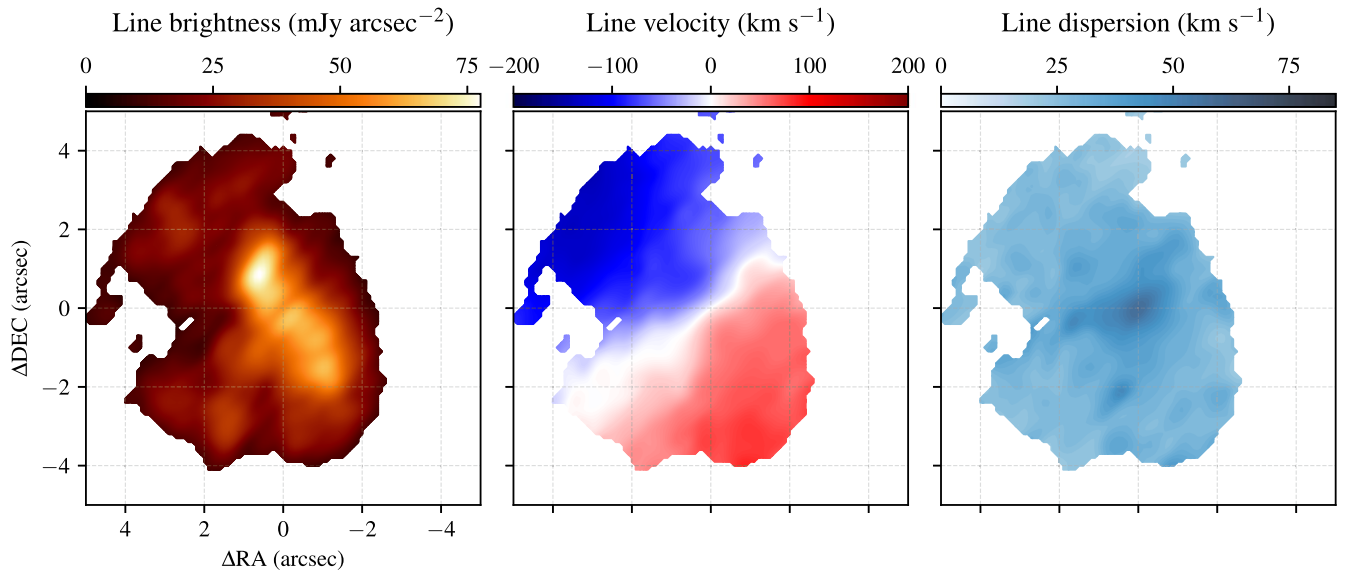 Line brightness (mJy arcsec−2) Line velocity (km s−1) Line dispersion (km s−1)
0 25 50 75 −200 −100 0 100 200 0 25 50 75
4
2
0
−2
−4
ΔDEC (arcsec)
4 2 0 −2 −4
ΔRA (arcsec)